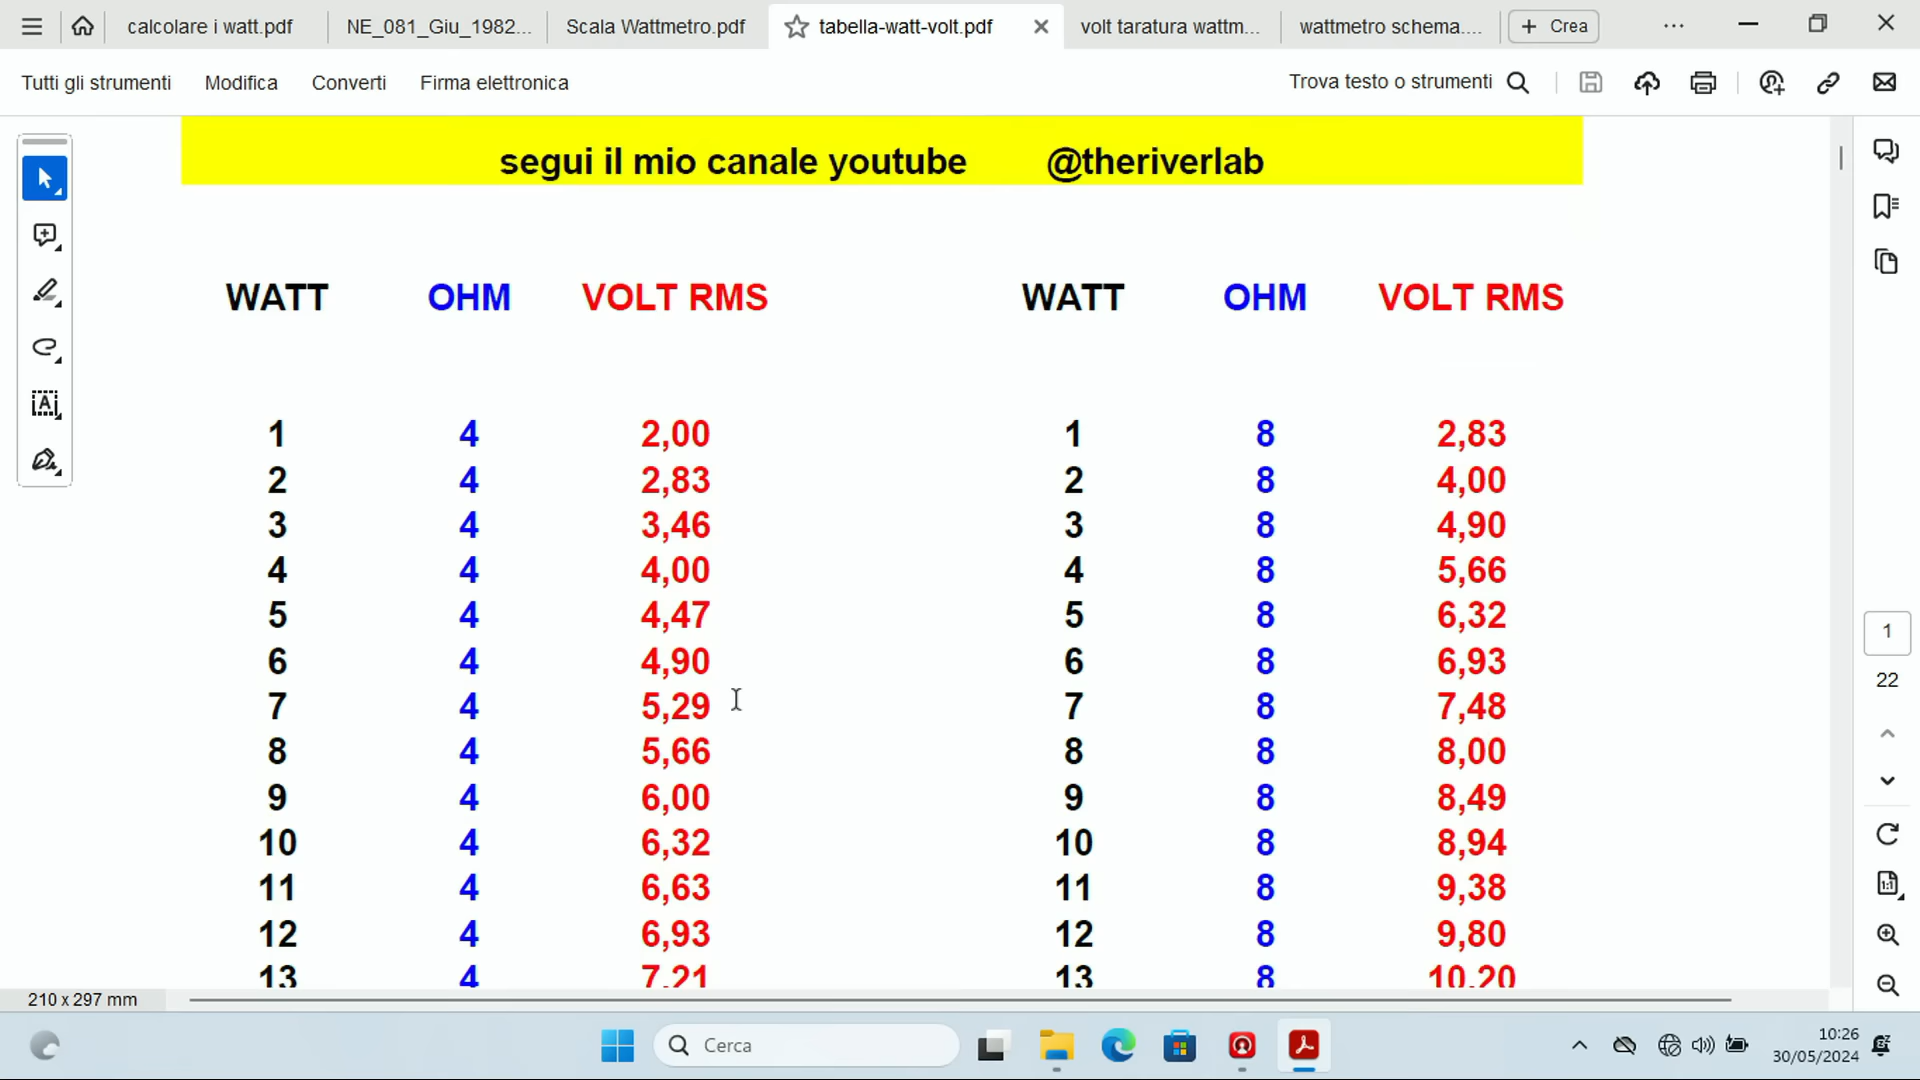 calcolare i watt.pdf NE_081_Giu_1982... Scala Wattmetro.pdf tabella-watt-volt.pdf volt taratura wattm... wattmetro schema.... Crea
Tutti gli strumenti Modifica Converti Firma elettronica Trova testo o strumenti
segui il mio canale youtube @theriverlab
WATT OHM VOLT RMS WATT OHM VOLT RMS
1 4 2,00 1 8 2,83
2 4 2,83 2 8 4,00
3 4 3,46 3 8 4,90
4 4 4,00 4 8 5,66
5 4 4,47 5 8 6,32
6 4 4,90 6 8 6,93
7 4 5,29 7 8 7,48
8 4 5,66 8 8 8,00
9 4 6,00 9 8 8,49
10 4 6,32 10 8 8,94
11 4 6,63 11 8 9,38
12 4 6,93 12 8 9,80
13 4 7,21 13 8 10,20
1
22
210 x 297 mm
Cerca
10:26
30/05/2024